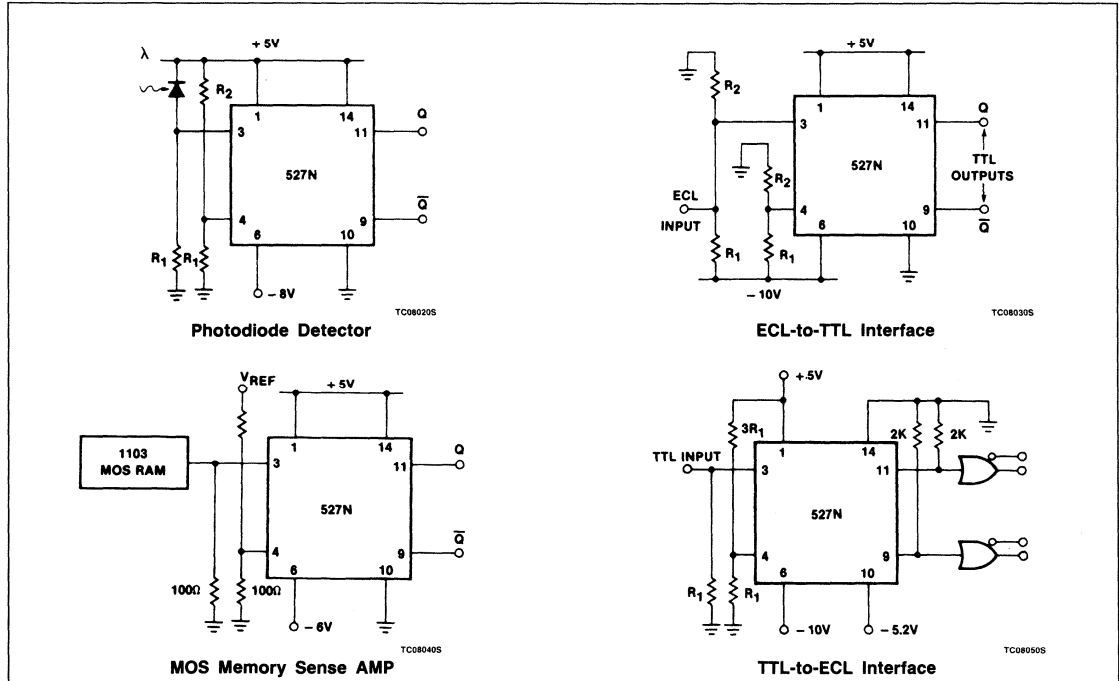 λ
+ 5V
R2
1
14
3
11
Q
527N
4
9
Q̅
6
10
R1
R1
– 8V
TC08020S
Photodiode Detector
+ 5V
R2
1
14
3
11
Q
527N
TTL
OUTPUTS
R2
ECL
INPUT
4
9
Q̅
6
10
R1
R1
– 10V
TC08030S
ECL-to-TTL Interface
VREF
+ 5V
1103
MOS RAM
1
14
3
11
Q
527N
4
9
Q̅
6
10
100Ω
100Ω
– 6V
TC08040S
MOS Memory Sense AMP
+ 5V
3R1
2K
2K
1
14
TTL INPUT
3
11
527N
4
9
6
10
R1
R1
– 10V
– 5.2V
TC08050S
TTL-to-ECL Interface